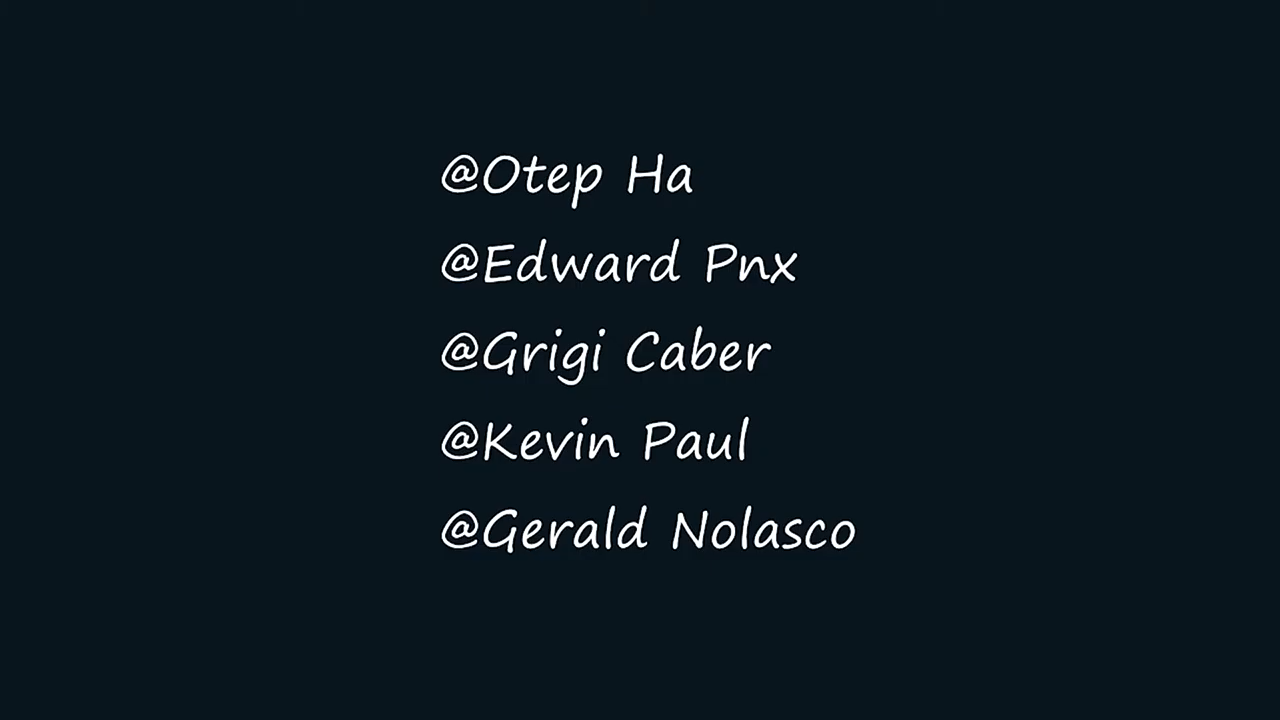 @Otep Ha
@Edward Pnx
@Grigi Caber
@Kevin Paul
@Gerald Nolasco